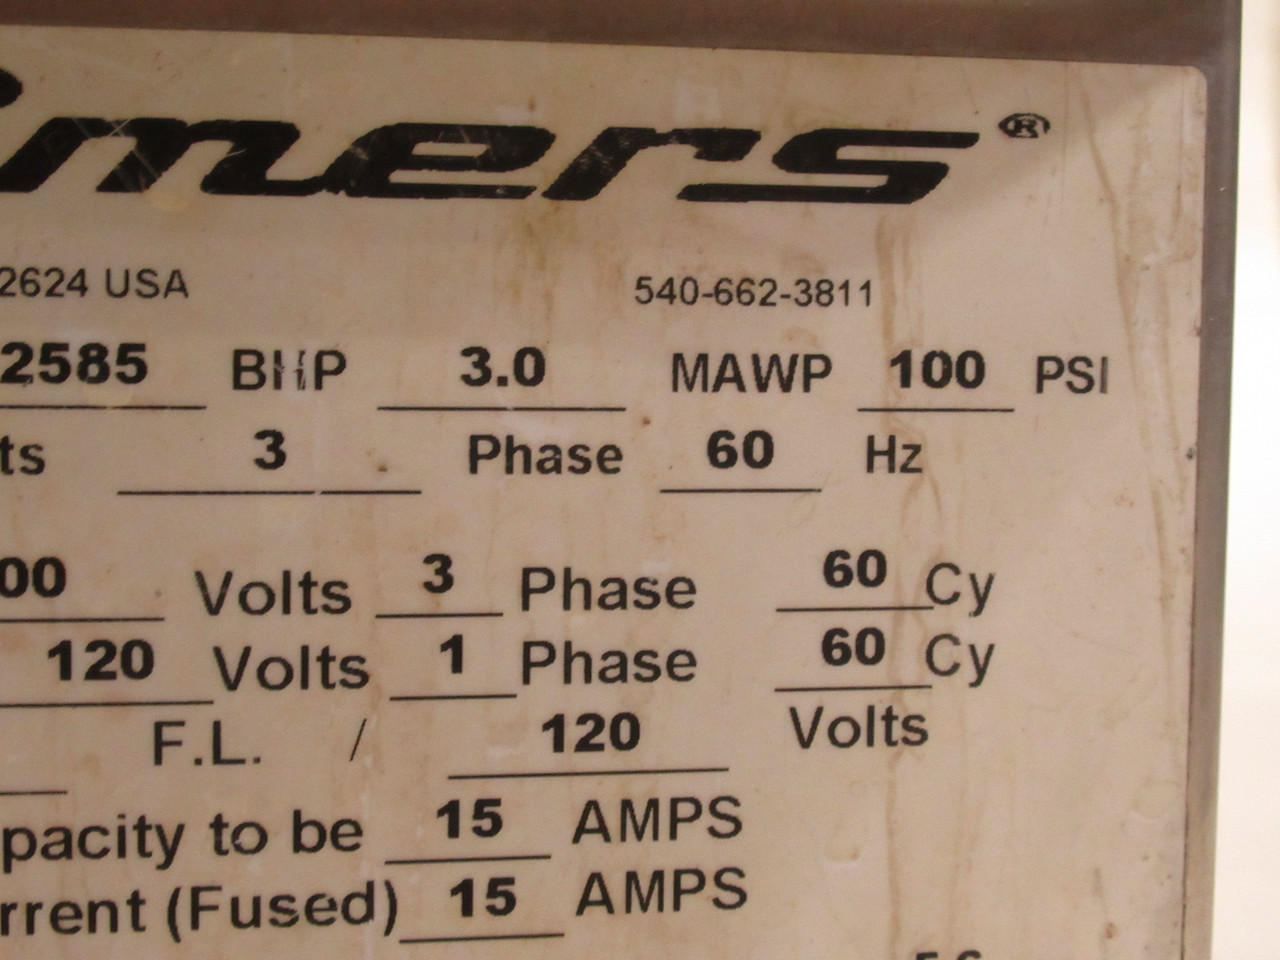 imers®
2624 USA 540-662-3811
2585 BHP 3.0 MAWP 100 PSI
ts 3 Phase 60 Hz
00 Volts 3 Phase 60 Cy
120 Volts 1 Phase 60 Cy
F.L. / 120 Volts
pacity to be 15 AMPS
rrent (Fused) 15 AMPS